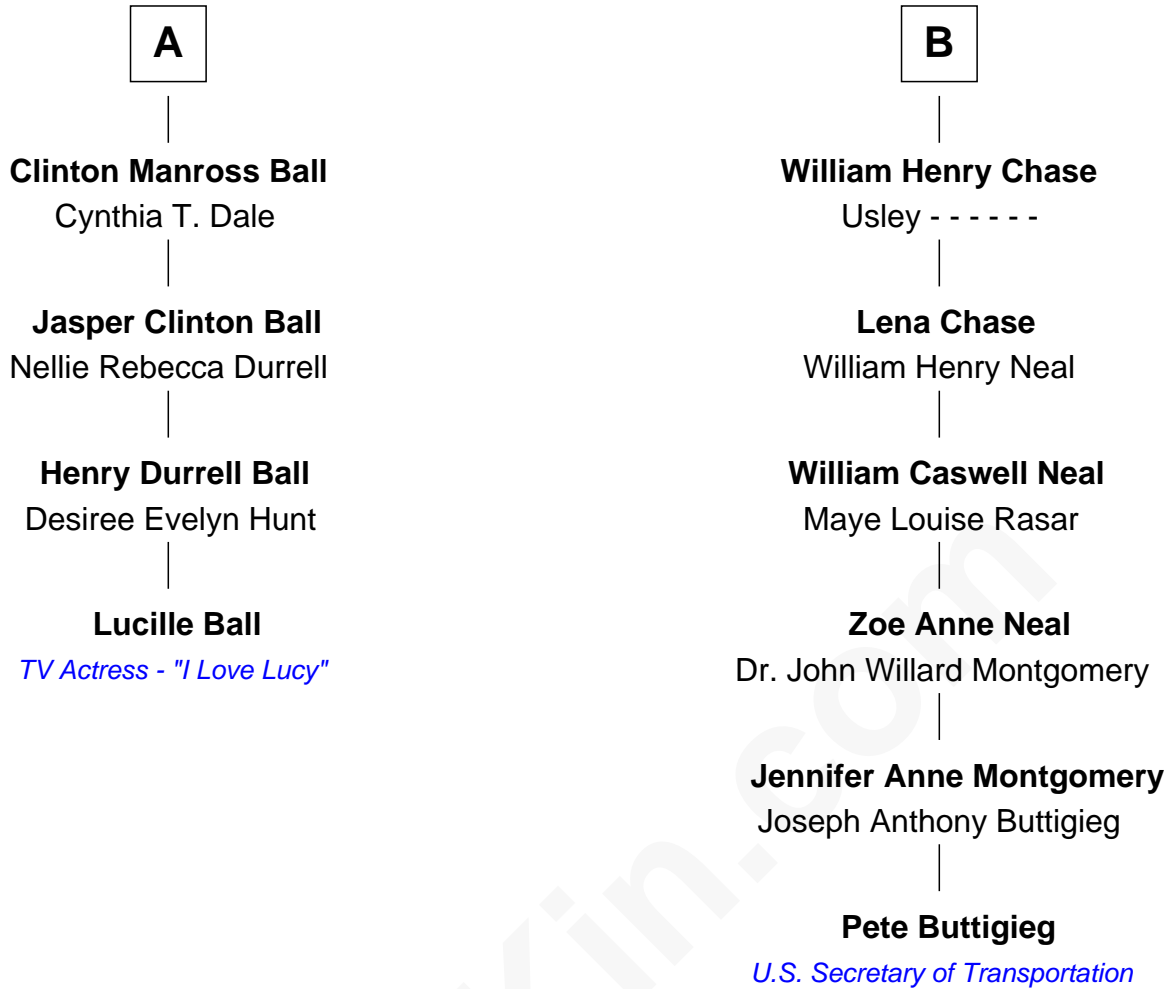 A
Clinton Manross Ball
Cynthia T. Dale
Jasper Clinton Ball
Nellie Rebecca Durrell
Henry Durrell Ball
Desiree Evelyn Hunt
Lucille Ball
TV Actress - "I Love Lucy"
B
William Henry Chase
Usley - - - - - -
Lena Chase
William Henry Neal
William Caswell Neal
Maye Louise Rasar
Zoe Anne Neal
Dr. John Willard Montgomery
Jennifer Anne Montgomery
Joseph Anthony Buttigieg
Pete Buttigieg
U.S. Secretary of Transportation
Kin.com